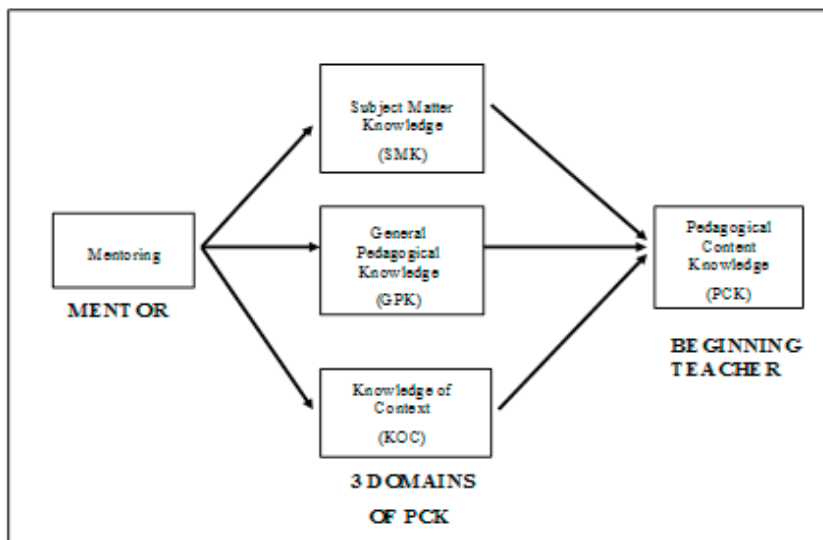 Subject Matter
Knowledge
(SMK)
Mentoring
MENTOR
General
Pedagogical
Knowledge
(GPK)
Pedagogical
Content
Knowledge
(PCK)
BEGINNING
TEACHER
Knowledge of
Context
(KOC)
3 DOMAINS
OF PCK